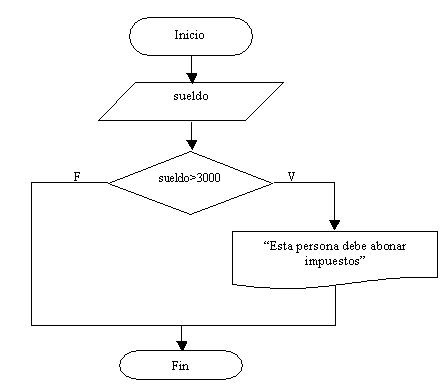 Inicio
sueldo
F
sueldo>3000
V
“Esta persona debe abonar
impuestos”
Fin